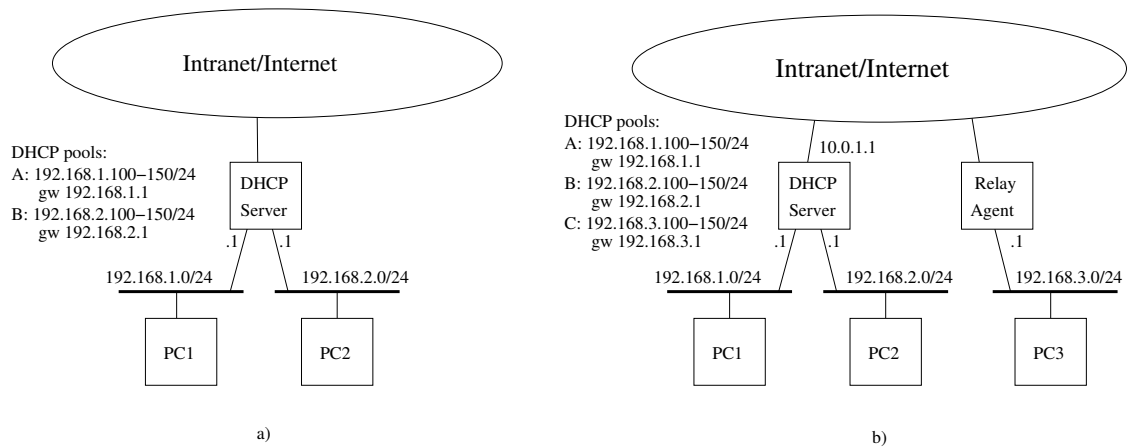 Intranet/Internet
DHCP pools:
A: 192.168.1.100−150/24
gw 192.168.1.1
B: 192.168.2.100−150/24
gw 192.168.2.1
DHCP
Server
.1
.1
192.168.1.0/24
192.168.2.0/24
PC1
PC2
a)
Intranet/Internet
DHCP pools:
A: 192.168.1.100−150/24
gw 192.168.1.1
B: 192.168.2.100−150/24
gw 192.168.2.1
C: 192.168.3.100−150/24
gw 192.168.3.1
10.0.1.1
DHCP
Server
Relay
Agent
.1
.1
.1
192.168.1.0/24
192.168.2.0/24
192.168.3.0/24
PC1
PC2
PC3
b)